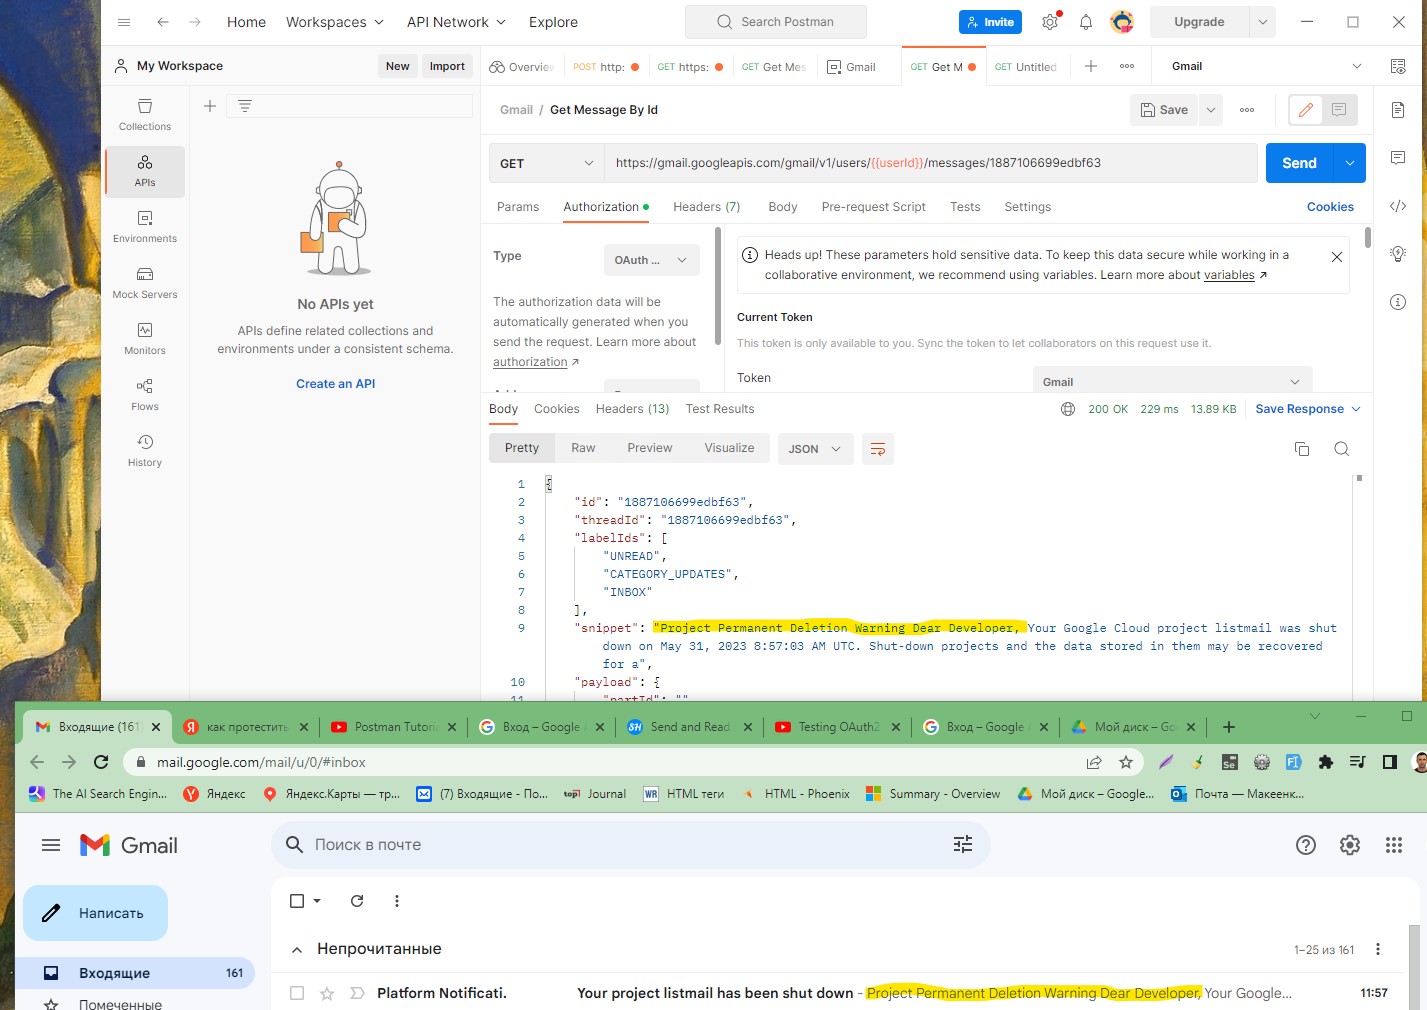 Home Workspaces API Network Explore Search Postman Invite Upgrade
My Workspace New Import Overvie POST http: GET https: GET Get Mes Gmail GET Get M GET Untitled Gmail
Gmail / Get Message By Id Save
Collections
APIs
Environments
Mock Servers
Monitors
Flows
History
No APIs yet
APIs define related collections and
environments under a consistent schema.
Create an API
GET https://gmail.googleapis.com/gmail/v1/users/{{userId}}/messages/1887106699edbf63 Send
Params Authorization Headers (7) Body Pre-request Script Tests Settings Cookies
Type OAuth ...
The authorization data will be
automatically generated when you
send the request. Learn more about
authorization ↗
Heads up! These parameters hold sensitive data. To keep this data secure while working in a
collaborative environment, we recommend using variables. Learn more about variables ↗
Current Token
This token is only available to you. Sync the token to let collaborators on this request use it.
Token Gmail
Body Cookies Headers (13) Test Results 200 OK 229 ms 13.89 KB Save Response
Pretty Raw Preview Visualize JSON
1 {
2 "id": "1887106699edbf63",
3 "threadId": "1887106699edbf63",
4 "labelIds": [
5 "UNREAD",
6 "CATEGORY_UPDATES",
7 "INBOX"
8 ],
9 "snippet": "Project Permanent Deletion Warning Dear Developer, Your Google Cloud project listmail was shut
down on May 31, 2023 8:57:03 AM UTC. Shut-down projects and the data stored in them may be recovered
for a",
10 "payload": {
11 "partId": ""
Входящие (161) как протестить Postman Tutoria Вход – Google A Send and Read Testing OAuth2 Вход – Google A Мой диск – Go
mail.google.com/mail/u/0/#inbox
The AI Search Engin... Яндекс Яндекс.Карты — тр... (7) Входящие - По... top Journal WR HTML теги HTML - Phoenix Summary - Overview Мой диск – Google... Почта — Макеенк...
Gmail Поиск в почте
Написать
Непрочитанные 1–25 из 161
Входящие 161
Platform Notificati. Your project listmail has been shut down - Project Permanent Deletion Warning Dear Developer, Your Google... 11:57
Помеченные